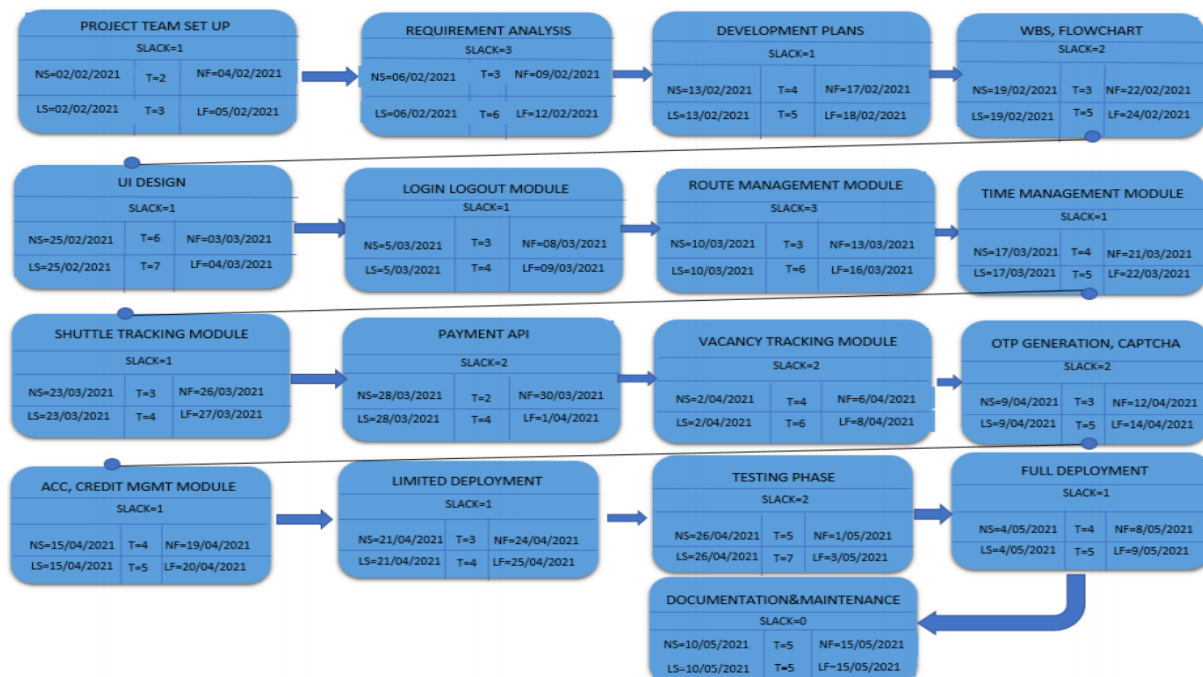 PROJECT TEAM SET UP
SLACK=1
NS=02/02/2021 T=2 NF=04/02/2021
LS=02/02/2021 T=3 LF=05/02/2021
REQUIREMENT ANALYSIS
SLACK=3
NS=06/02/2021 T=3 NF=09/02/2021
LS=06/02/2021 T=6 LF=12/02/2021
DEVELOPMENT PLANS
SLACK=1
NS=13/02/2021 T=4 NF=17/02/2021
LS=13/02/2021 T=5 LF=18/02/2021
WBS, FLOWCHART
SLACK=2
NS=19/02/2021 T=3 NF=22/02/2021
LS=19/02/2021 T=5 LF=24/02/2021
UI DESIGN
SLACK=1
NS=25/02/2021 T=6 NF=03/03/2021
LS=25/02/2021 T=7 LF=04/03/2021
LOGIN LOGOUT MODULE
SLACK=1
NS=5/03/2021 T=3 NF=08/03/2021
LS=5/03/2021 T=4 LF=09/03/2021
ROUTE MANAGEMENT MODULE
SLACK=3
NS=10/03/2021 T=3 NF=13/03/2021
LS=10/03/2021 T=6 LF=16/03/2021
TIME MANAGEMENT MODULE
SLACK=1
NS=17/03/2021 T=4 NF=21/03/2021
LS=17/03/2021 T=5 LF=22/03/2021
SHUTTLE TRACKING MODULE
SLACK=1
NS=23/03/2021 T=3 NF=26/03/2021
LS=23/03/2021 T=4 LF=27/03/2021
PAYMENT API
SLACK=2
NS=28/03/2021 T=2 NF=30/03/2021
LS=28/03/2021 T=4 LF=1/04/2021
VACANCY TRACKING MODULE
SLACK=2
NS=2/04/2021 T=4 NF=6/04/2021
LS=2/04/2021 T=6 LF=8/04/2021
OTP GENERATION, CAPTCHA
SLACK=2
NS=9/04/2021 T=3 NF=12/04/2021
LS=9/04/2021 T=5 LF=14/04/2021
ACC, CREDIT MGMT MODULE
SLACK=1
NS=15/04/2021 T=4 NF=19/04/2021
LS=15/04/2021 T=5 LF=20/04/2021
LIMITED DEPLOYMENT
SLACK=1
NS=21/04/2021 T=3 NF=24/04/2021
LS=21/04/2021 T=4 LF=25/04/2021
TESTING PHASE
SLACK=2
NS=26/04/2021 T=5 NF=1/05/2021
LS=26/04/2021 T=7 LF=3/05/2021
FULL DEPLOYMENT
SLACK=1
NS=4/05/2021 T=4 NF=8/05/2021
LS=4/05/2021 T=5 LF=9/05/2021
DOCUMENTATION&MAINTENANCE
SLACK=0
NS=10/05/2021 T=5 NF=15/05/2021
LS=10/05/2021 T=5 LF=15/05/2021